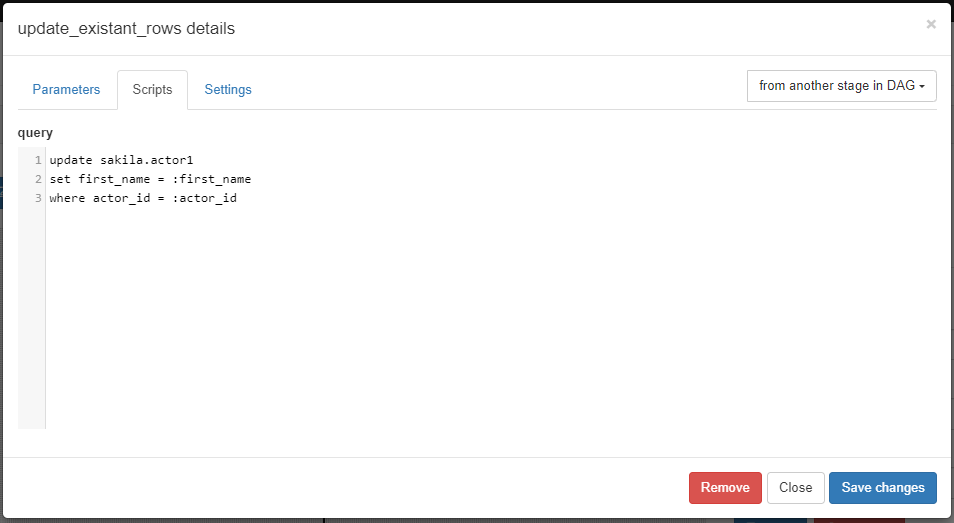 update_existant_rows details
×
Parameters
Scripts
Settings
from another stage in DAG
query
1 update sakila.actor1
2 set first_name = :first_name
3 where actor_id = :actor_id
Remove
Close
Save changes